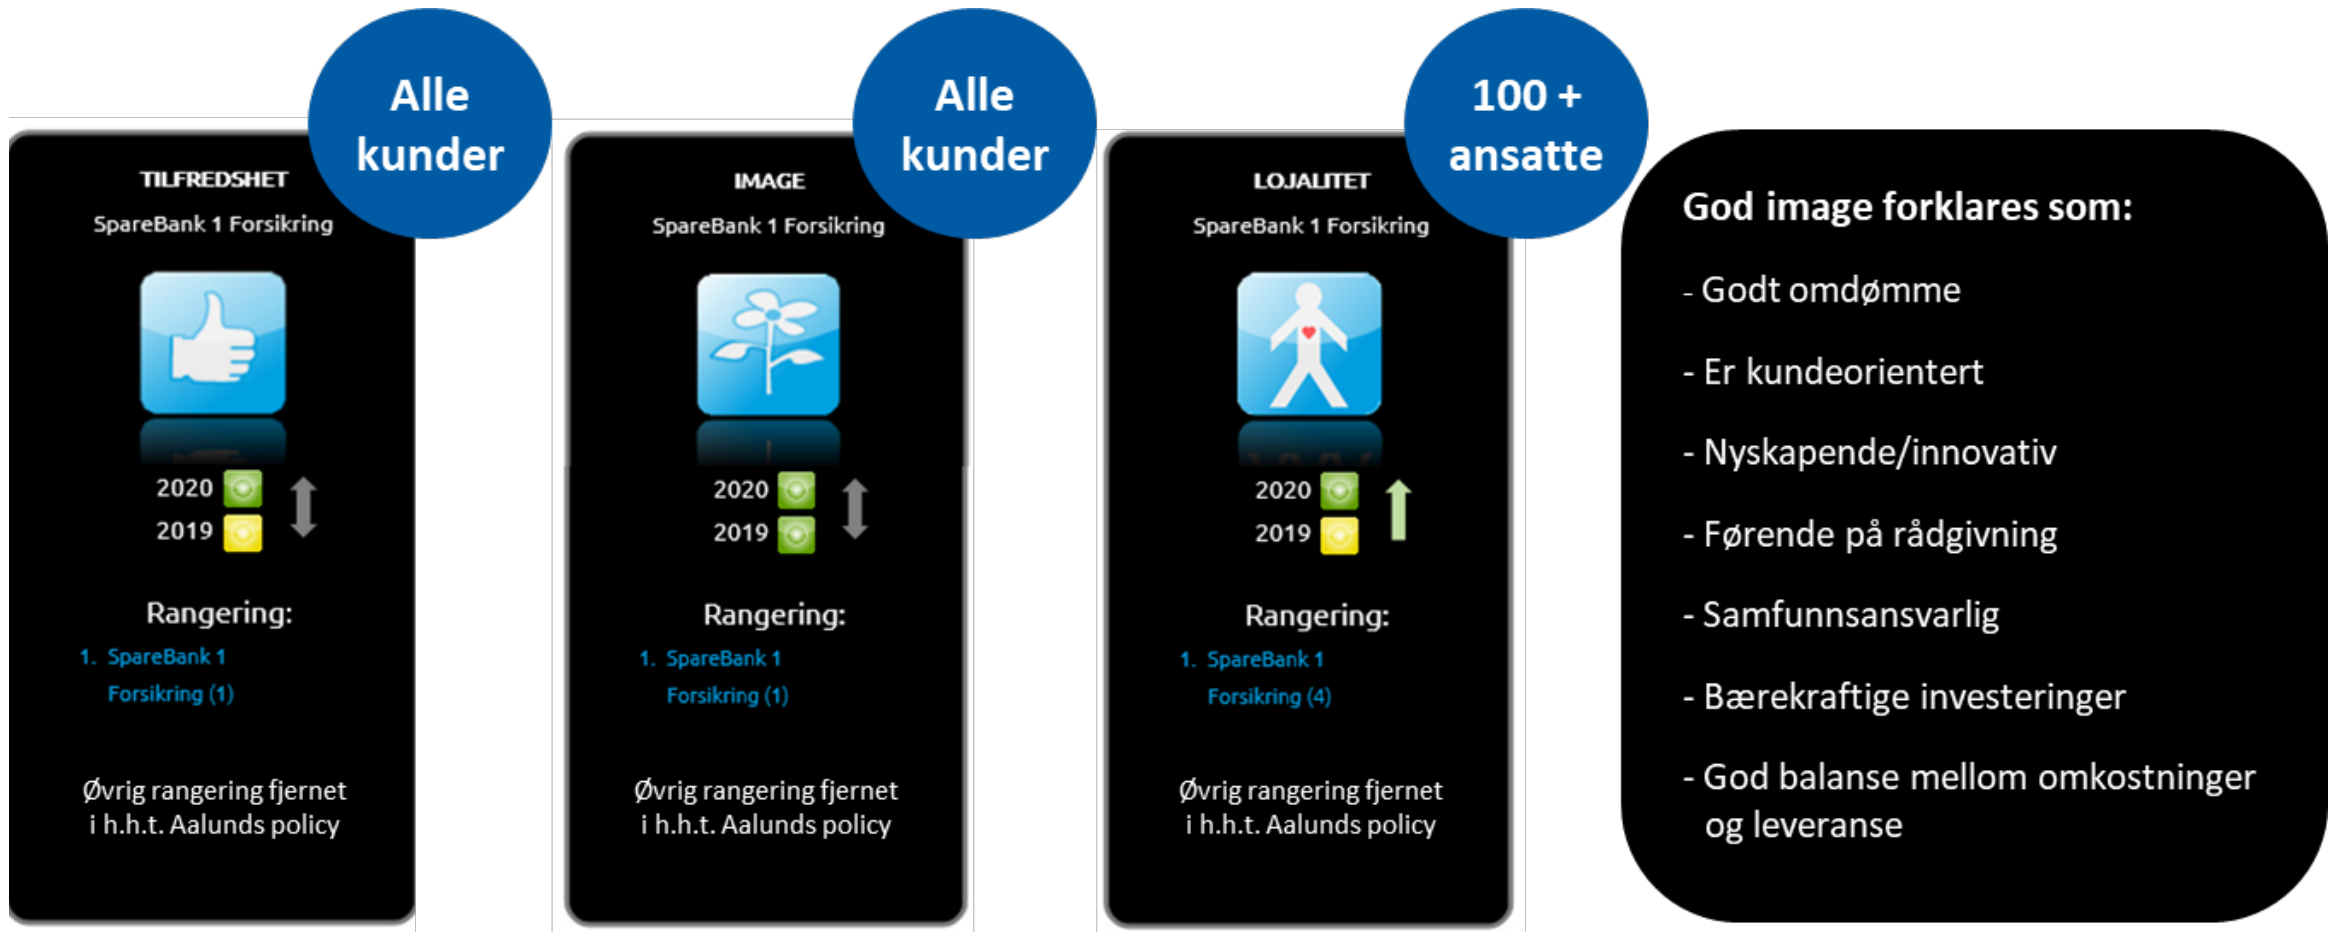 Alle
kunder
TILFREDSHET
SpareBank 1 Forsikring
2020
2019
Rangering:
1. SpareBank 1
Forsikring (1)
Øvrig rangering fjernet
i h.h.t. Aalunds policy
Alle
kunder
IMAGE
SpareBank 1 Forsikring
2020
2019
Rangering:
1. SpareBank 1
Forsikring (1)
Øvrig rangering fjernet
i h.h.t. Aalunds policy
100 +
ansatte
LOJALITET
SpareBank 1 Forsikring
2020
2019
Rangering:
1. SpareBank 1
Forsikring (4)
Øvrig rangering fjernet
i h.h.t. Aalunds policy
God image forklares som:
- Godt omdømme
- Er kundeorientert
- Nyskapende/innovativ
- Førende på rådgivning
- Samfunnsansvarlig
- Bærekraftige investeringer
- God balanse mellom omkostninger
og leveranse